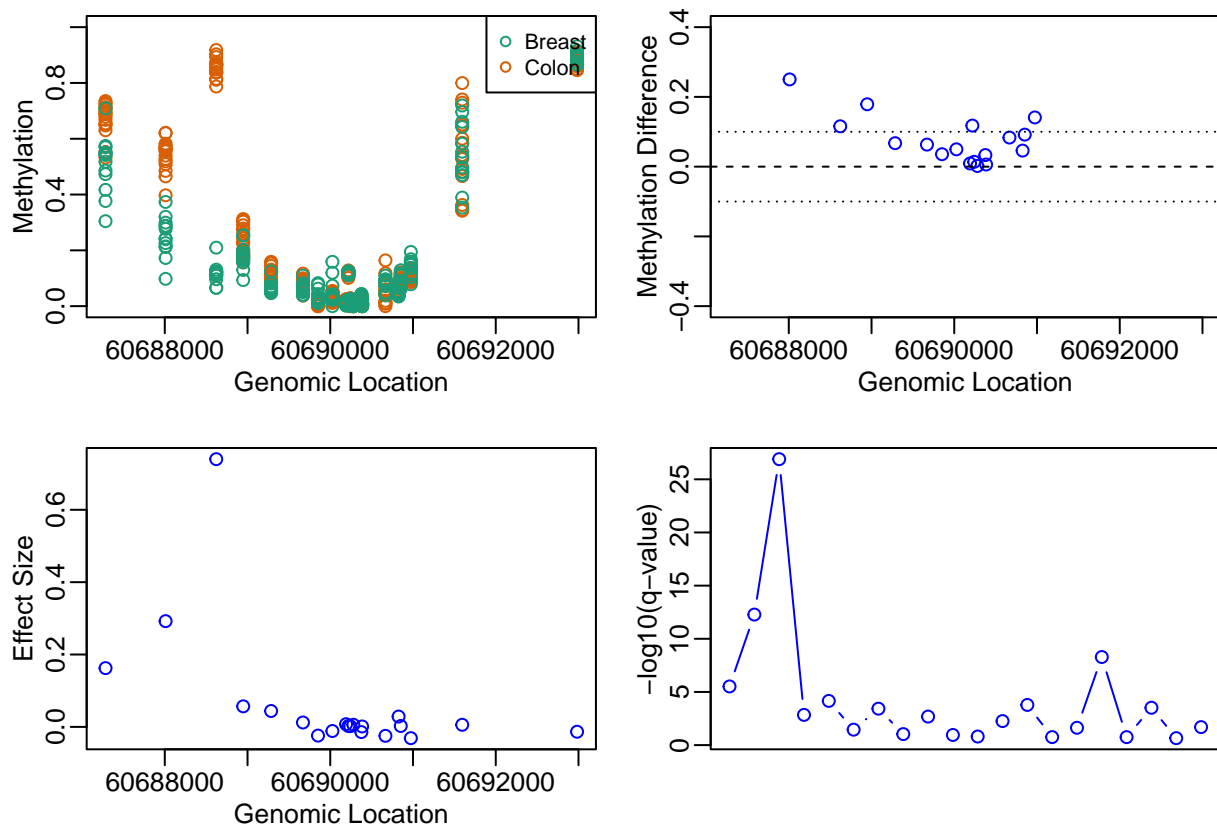 Methylation
0.0
0.4
0.8
Breast
Colon
60688000
60690000
60692000
Genomic Location
Methylation Difference
−0.4
0.0
0.2
0.4
60688000
60690000
60692000
Genomic Location
Effect Size
0.0
0.2
0.4
0.6
60688000
60690000
60692000
Genomic Location
−log10(q−value)
0
5
10
15
20
25